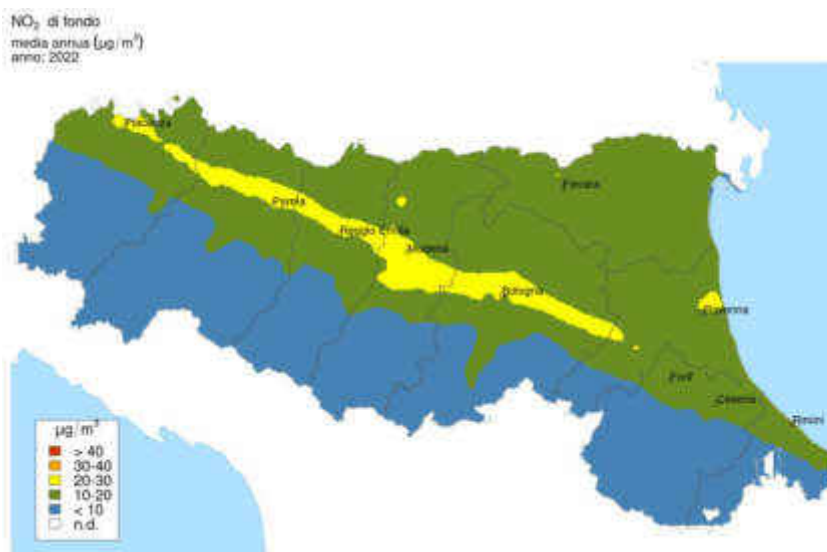 NO₂ di fondo
media annua (μg/m³)
anno: 2022
Piacenza
Parma
Reggio Emilia
Modena
Ferrara
Bologna
Ravenna
Forlì
Cesena
Rimini
μg/m³
> 40
30-40
20-30
10-20
< 10
n.d.